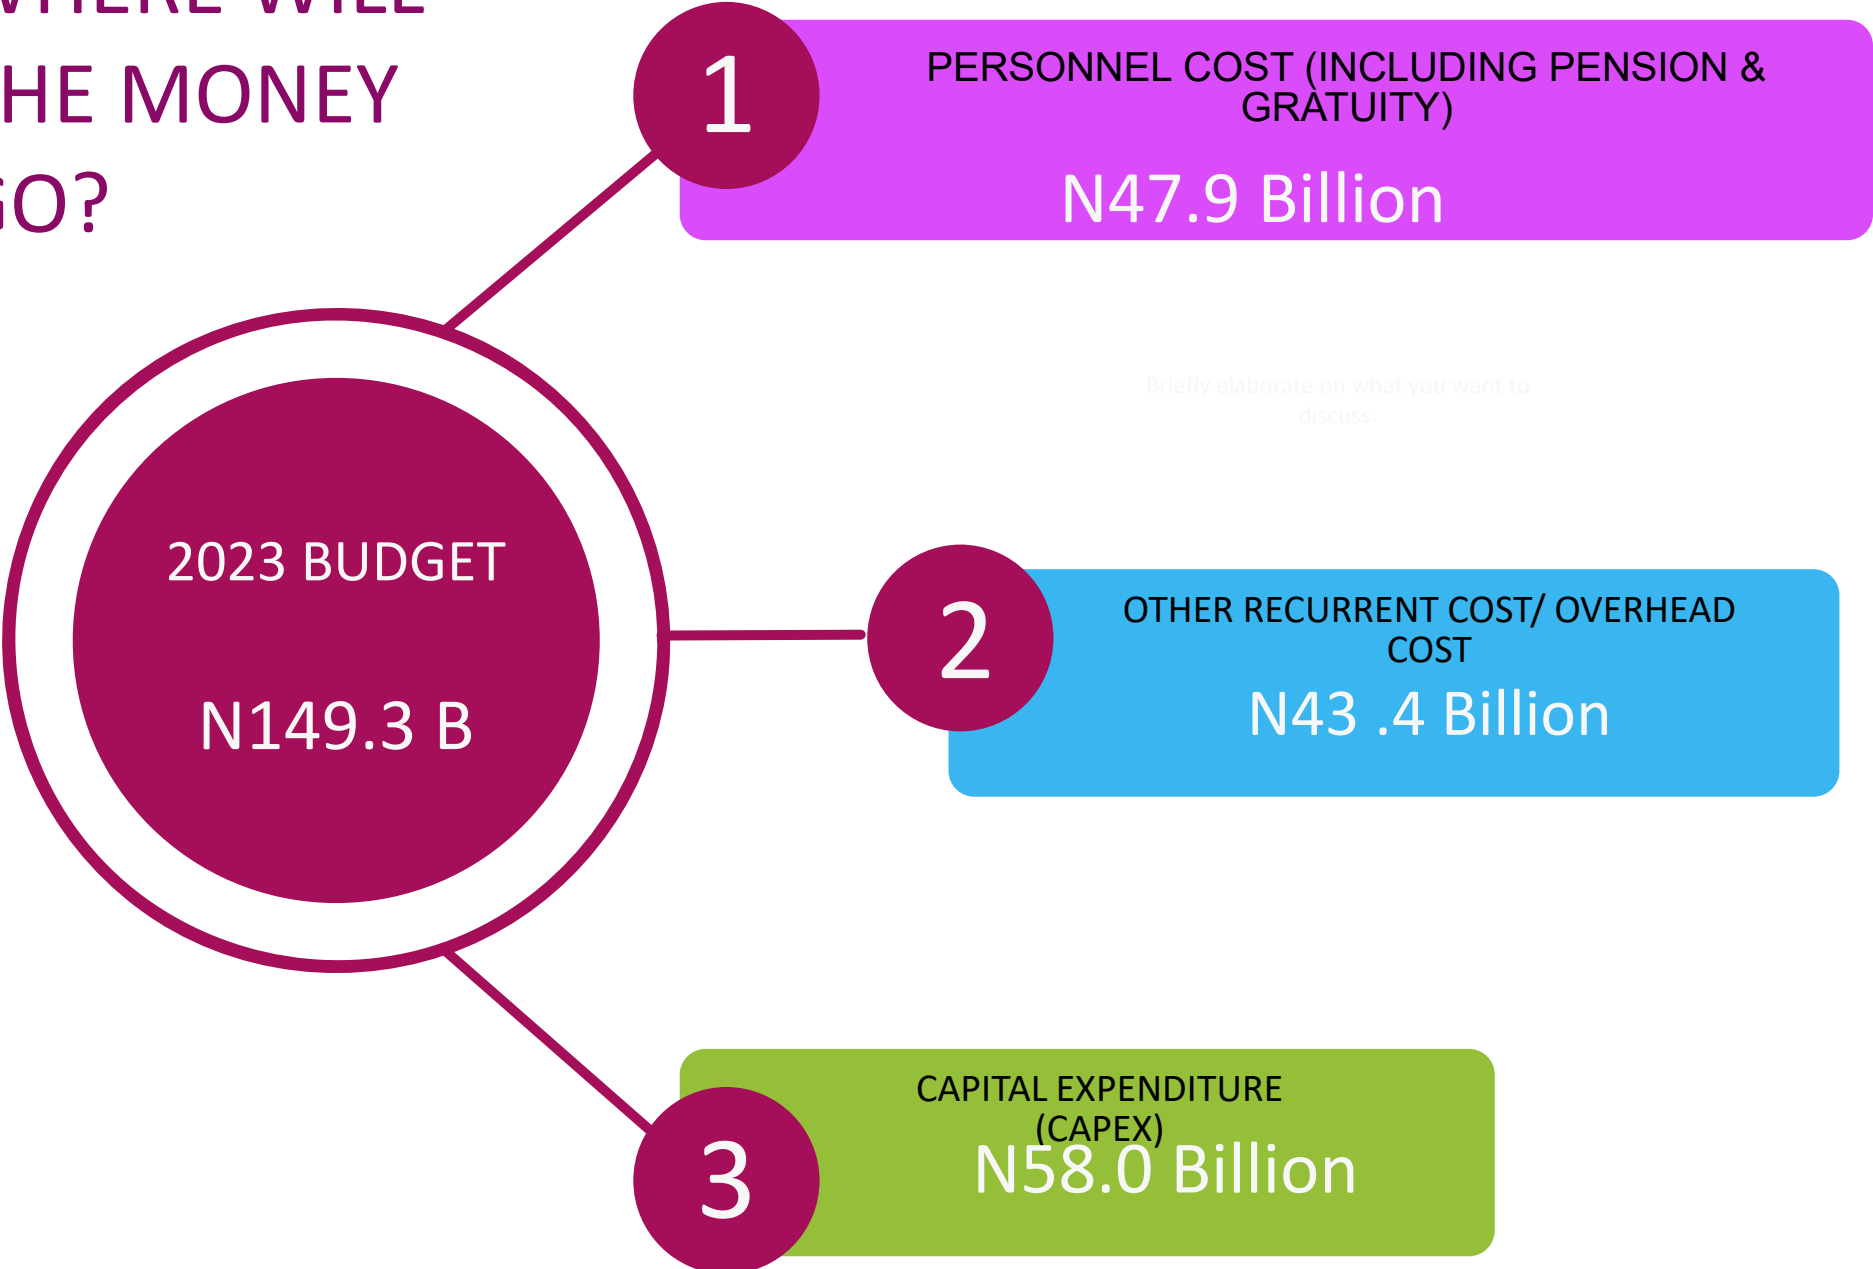 WHERE WILL
HE MONEY
GO?
1
PERSONNEL COST (INCLUDING PENSION &
GRATUITY)
N47.9 Billion
Briefly elaborate on what you want to
discuss.
2023 BUDGET
N149.3 B
2
OTHER RECURRENT COST/ OVERHEAD
COST
N43 .4 Billion
3
CAPITAL EXPENDITURE
(CAPEX)
N58.0 Billion